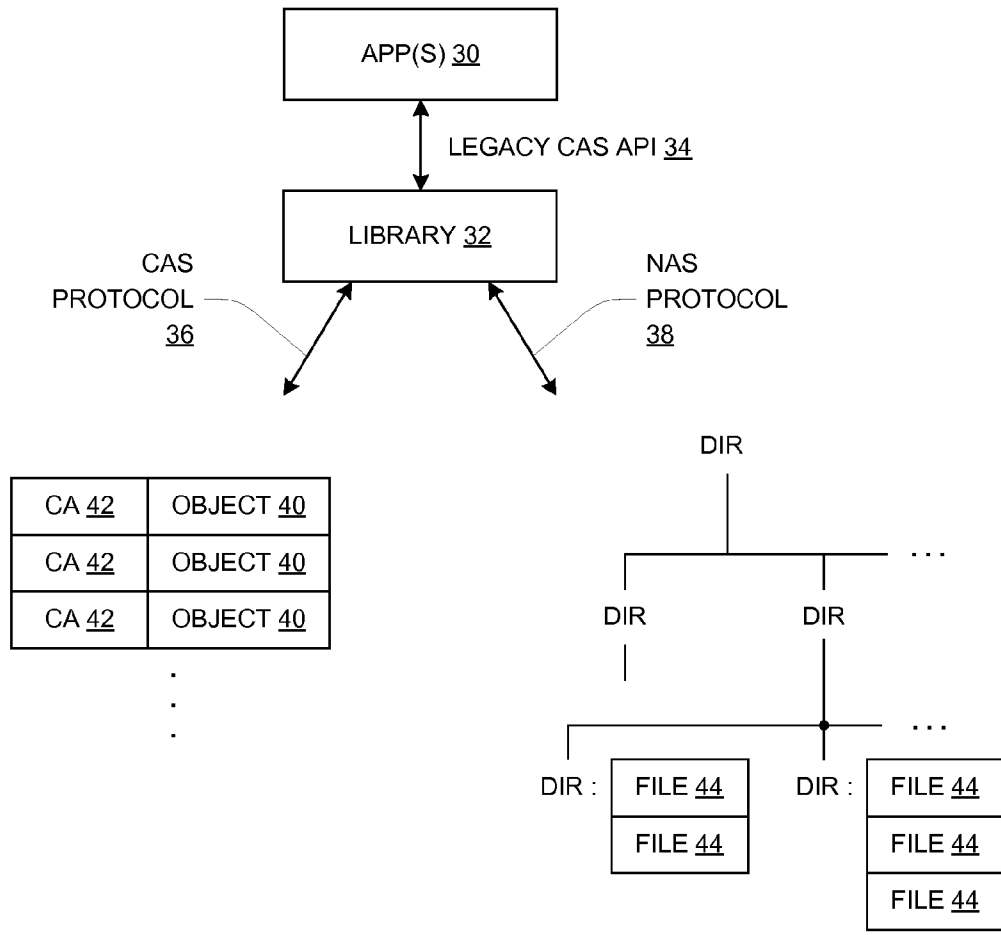 APP(S) 30
LEGACY CAS API 34
LIBRARY 32
CAS
PROTOCOL
36
NAS
PROTOCOL
38
CA 42 OBJECT 40
CA 42 OBJECT 40
CA 42 OBJECT 40
.
.
.
DIR
...
DIR DIR
...
DIR : FILE 44
FILE 44
DIR : FILE 44
FILE 44
FILE 44